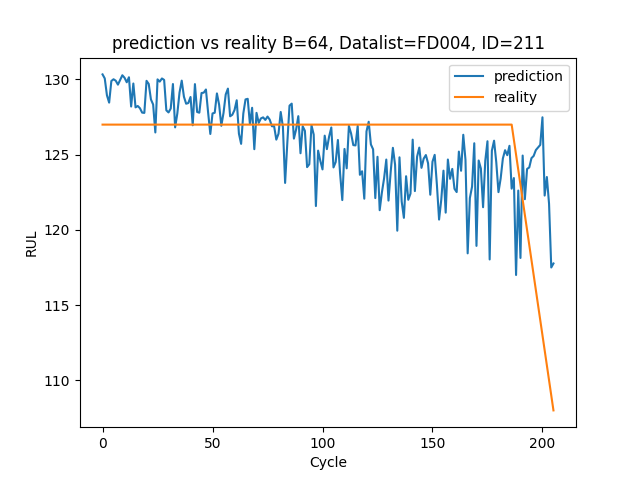 prediction vs reality B=64, Datalist=FD004, ID=211
prediction
reality
130
125
120
115
110
RUL
0
50
100
150
200
Cycle